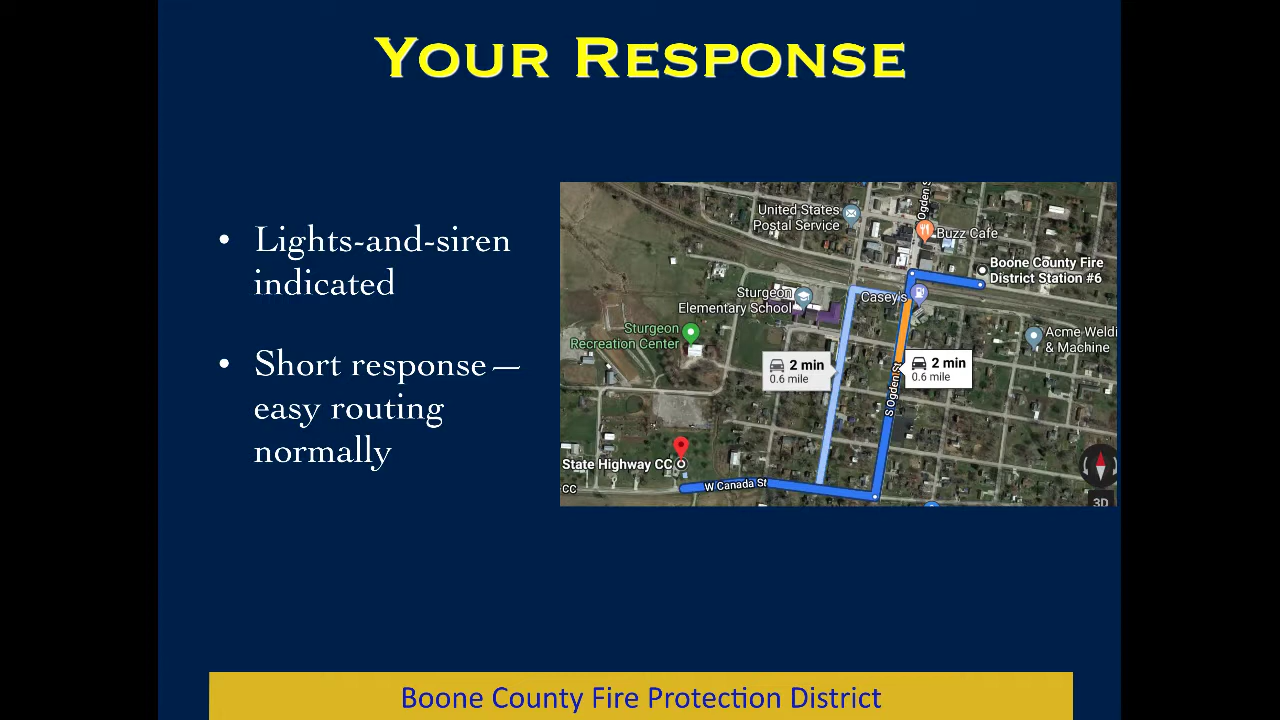 YOUR RESPONSE
• Lights-and-siren
indicated
• Short response—
easy routing
normally
Ogden S
United States
Postal Service
Buzz Cafe
Boone County Fire
District Station #6
Sturgeon
Elementary School
Casey's
Sturgeon
Recreation Center
Acme Weldi
& Machine
2 min
0.6 mile
2 min
0.6 mile
S Ogden St
State Highway CC
W Canada St
CC
3D
Boone County Fire Protection District